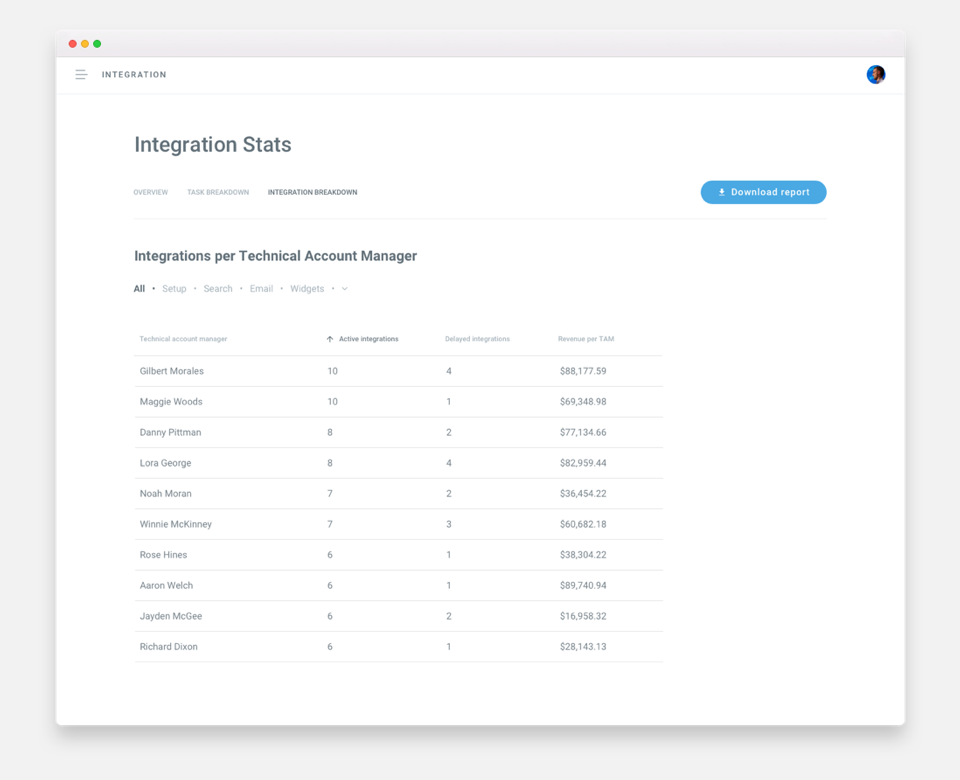 INTEGRATION
Integration Stats
OVERVIEW TASK BREAKDOWN INTEGRATION BREAKDOWN Download report
Integrations per Technical Account Manager
All • Setup • Search • Email • Widgets •
Technical account manager Active integrations Delayed integrations Revenue per TAM
Gilbert Morales 10 4 $88,177.59
Maggie Woods 10 1 $69,348.98
Danny Pittman 8 2 $77,134.66
Lora George 8 4 $82,959.44
Noah Moran 7 2 $36,454.22
Winnie McKinney 7 3 $60,682.18
Rose Hines 6 1 $38,304.22
Aaron Welch 6 1 $89,740.94
Jayden McGee 6 2 $16,958.32
Richard Dixon 6 1 $28,143.13